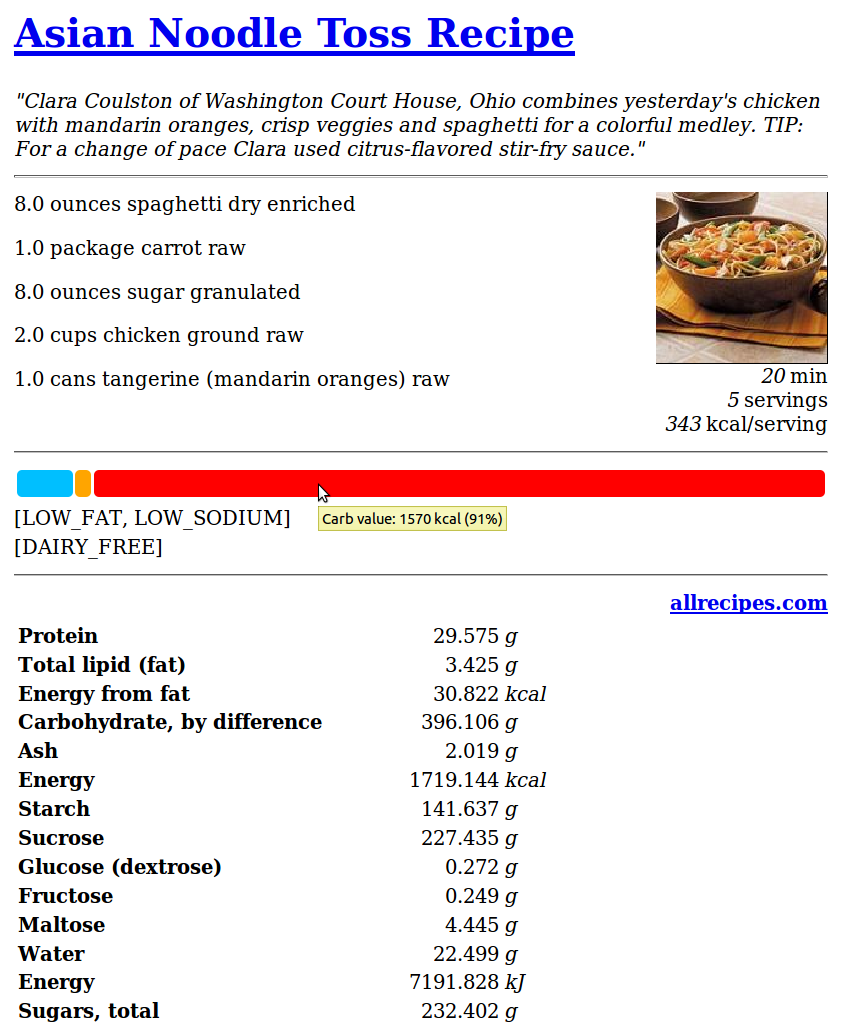 Asian Noodle Toss Recipe
"Clara Coulston of Washington Court House, Ohio combines yesterday's chicken
with mandarin oranges, crisp veggies and spaghetti for a colorful medley. TIP:
For a change of pace Clara used citrus-flavored stir-fry sauce."
8.0 ounces spaghetti dry enriched
1.0 package carrot raw
8.0 ounces sugar granulated
2.0 cups chicken ground raw
1.0 cans tangerine (mandarin oranges) raw
20 min
5 servings
343 kcal/serving
[LOW_FAT, LOW_SODIUM]
Carb value: 1570 kcal (91%)
[DAIRY_FREE]
allrecipes.com
Protein 29.575 g
Total lipid (fat) 3.425 g
Energy from fat 30.822 kcal
Carbohydrate, by difference 396.106 g
Ash 2.019 g
Energy 1719.144 kcal
Starch 141.637 g
Sucrose 227.435 g
Glucose (dextrose) 0.272 g
Fructose 0.249 g
Maltose 4.445 g
Water 22.499 g
Energy 7191.828 kJ
Sugars, total 232.402 g